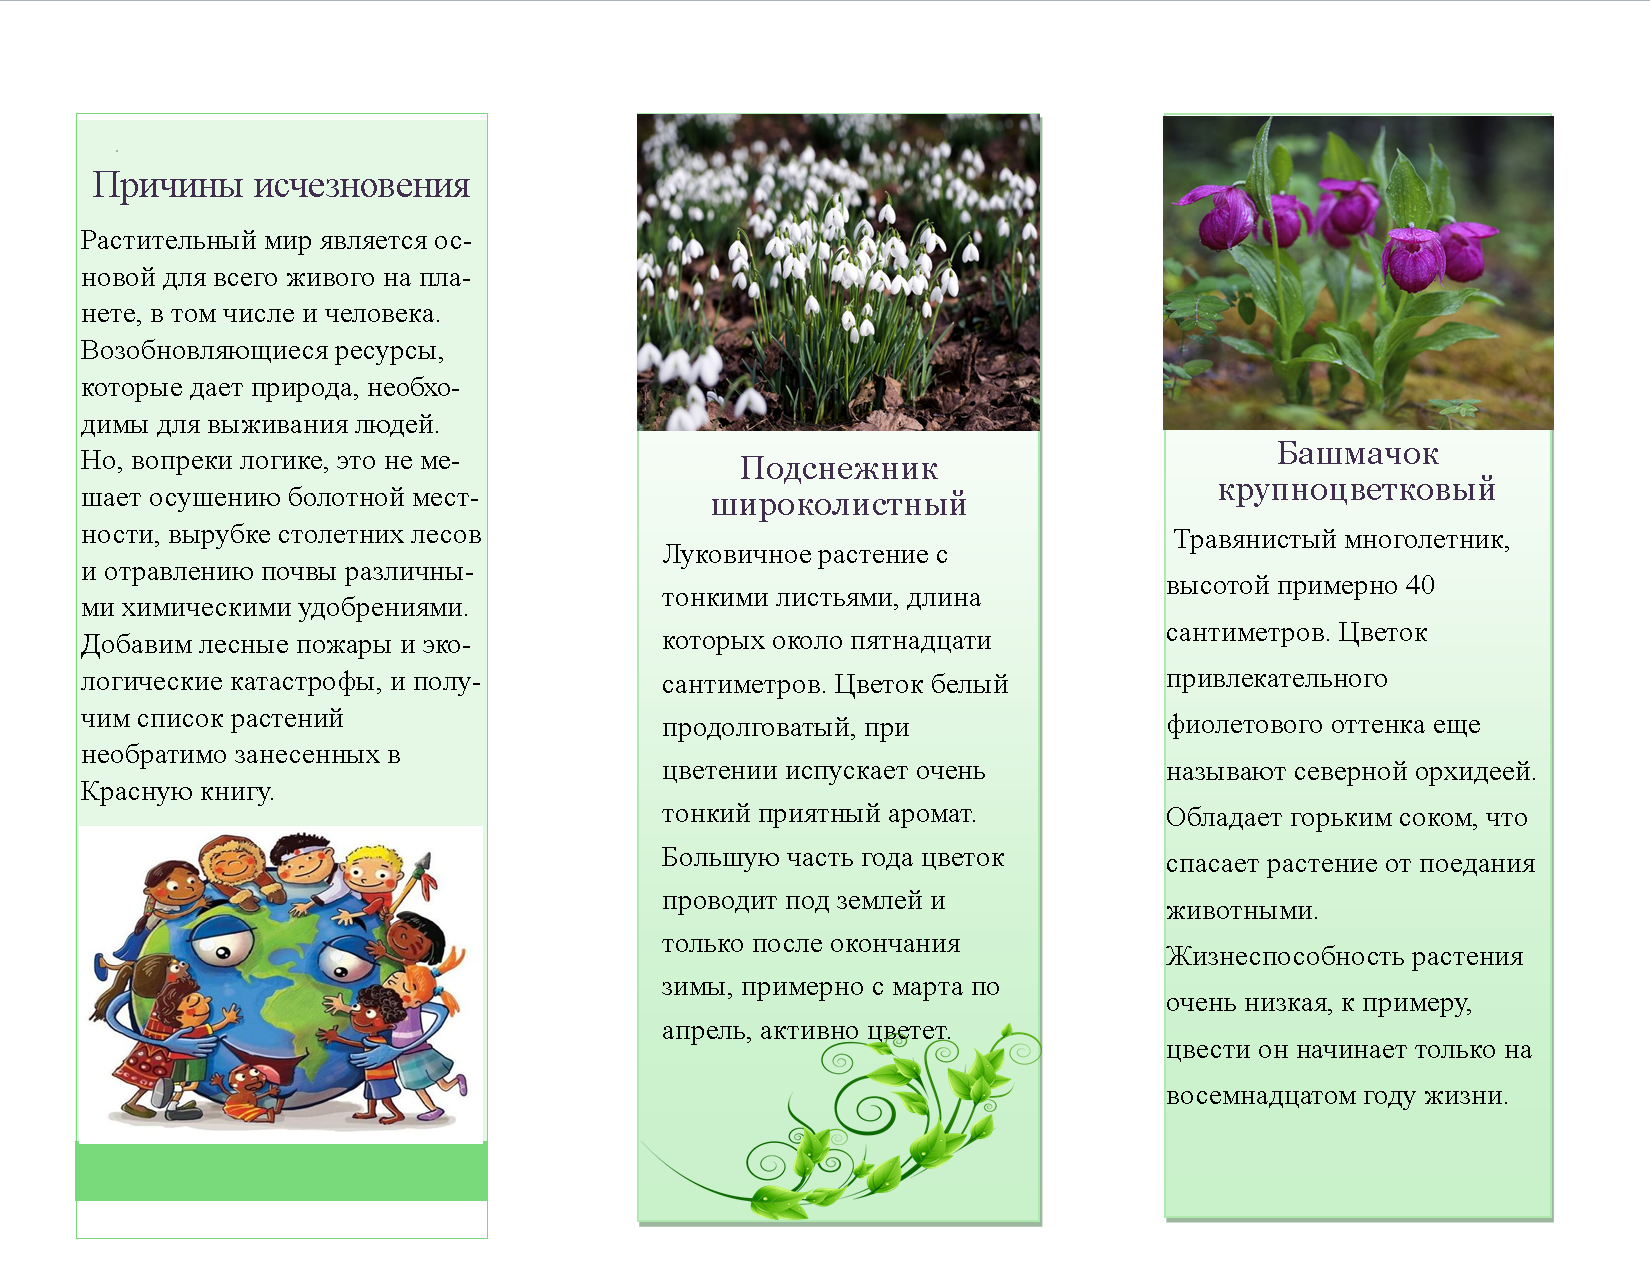 Причины исчезновения
Растительный мир является ос-
новой для всего живого на пла-
нете, в том числе и человека.
Возобновляющиеся ресурсы,
которые дает природа, необхо-
димы для выживания людей.
Но, вопреки логике, это не ме-
шает осушению болотной мест-
ности, вырубке столетних лесов
и отравлению почвы различны-
ми химическими удобрениями.
Добавим лесные пожары и эко-
логические катастрофы, и полу-
чим список растений
необратимо занесенных в
Красную книгу.
Подснежник
широколистный
Луковичное растение с
тонкими листьями, длина
которых около пятнадцати
сантиметров. Цветок белый
продолговатый, при
цветении испускает очень
тонкий приятный аромат.
Большую часть года цветок
проводит под землей и
только после окончания
зимы, примерно с марта по
апрель, активно цветет.
Башмачок
крупноцветковый
Травянистый многолетник,
высотой примерно 40
сантиметров. Цветок
привлекательного
фиолетового оттенка еще
называют северной орхидеей.
Обладает горьким соком, что
спасает растение от поедания
животными.
Жизнеспособность растения
очень низкая, к примеру,
цвести он начинает только на
восемнадцатом году жизни.